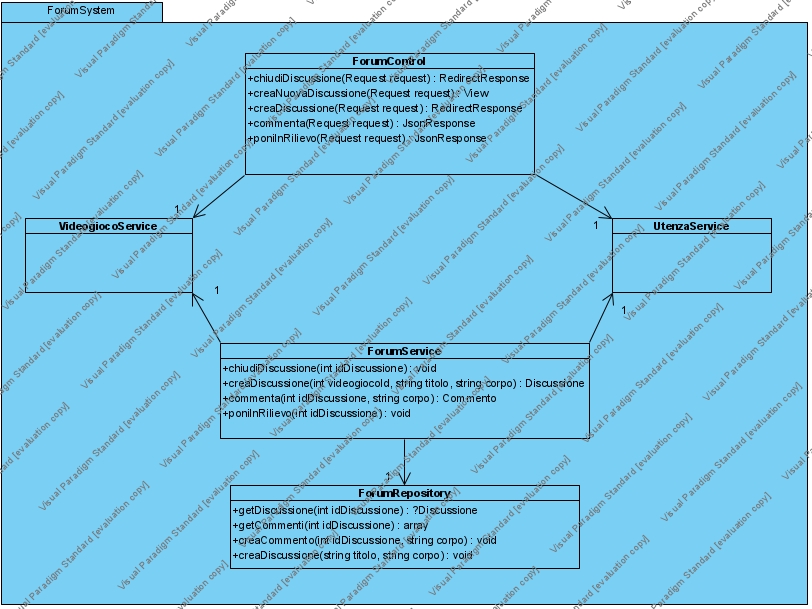 ForumSystem
ForumControl
+chiudiDiscussione(Request request) : RedirectResponse
+creaNuovaDiscussione(Request request) : View
+creaDiscussione(Request request) : RedirectResponse
+commenta(Request request) : JsonResponse
+poniInRilievo(Request request) : JsonResponse
1
1
VideogiocoService
UtenzaService
1
1
ForumService
+chiudiDiscussione(int idDiscussione) : void
+creaDiscussione(int videogiocoId, string titolo, string corpo) : Discussione
+commenta(int idDiscussione, string corpo) : Commento
+poniInRilievo(int idDiscussione) : void
1
ForumRepository
+getDiscussione(int idDiscussione) : ?Discussione
+getCommenti(int idDiscussione) : array
+creaCommento(int idDiscussione, string corpo) : void
+creaDiscussione(string titolo, string corpo) : void
Visual Paradigm Standard [evaluation copy]